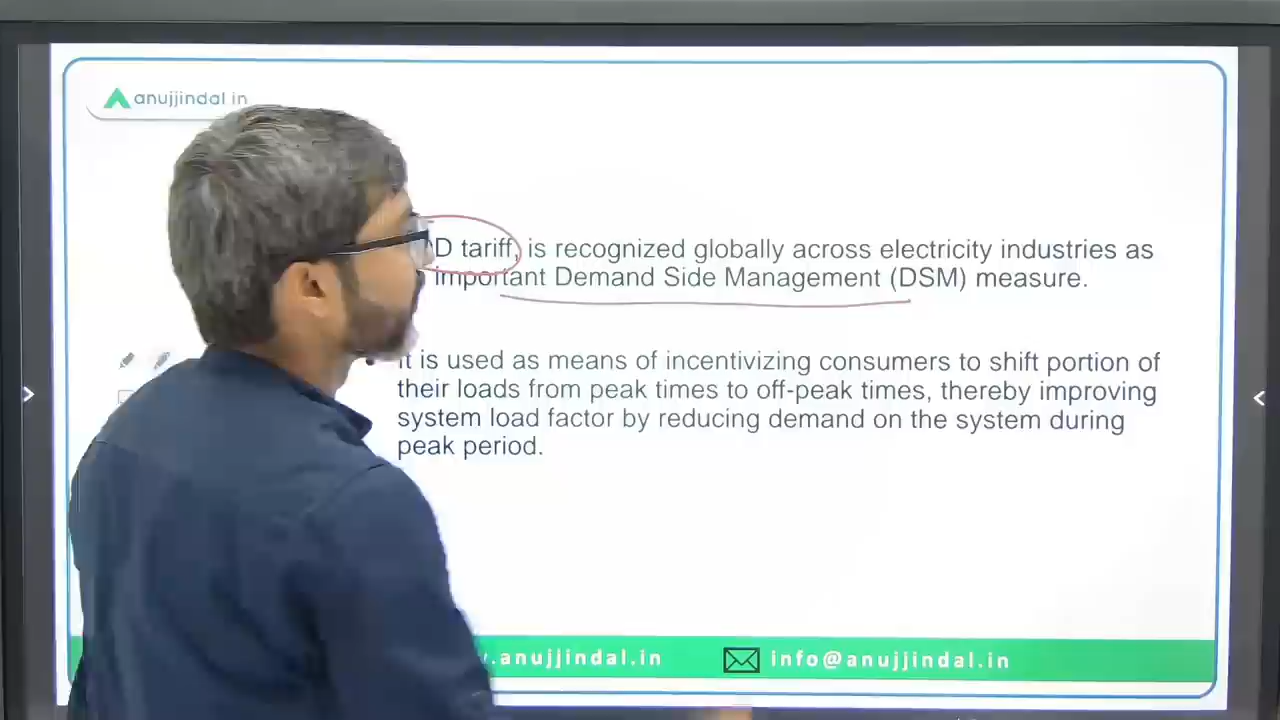 anujjindal.in
D tariff, is recognized globally across electricity industries as
important Demand Side Management (DSM) measure.
It is used as means of incentivizing consumers to shift portion of
their loads from peak times to off-peak times, thereby improving
system load factor by reducing demand on the system during
peak period.
.anujjindal.in
info@anujjindal.in